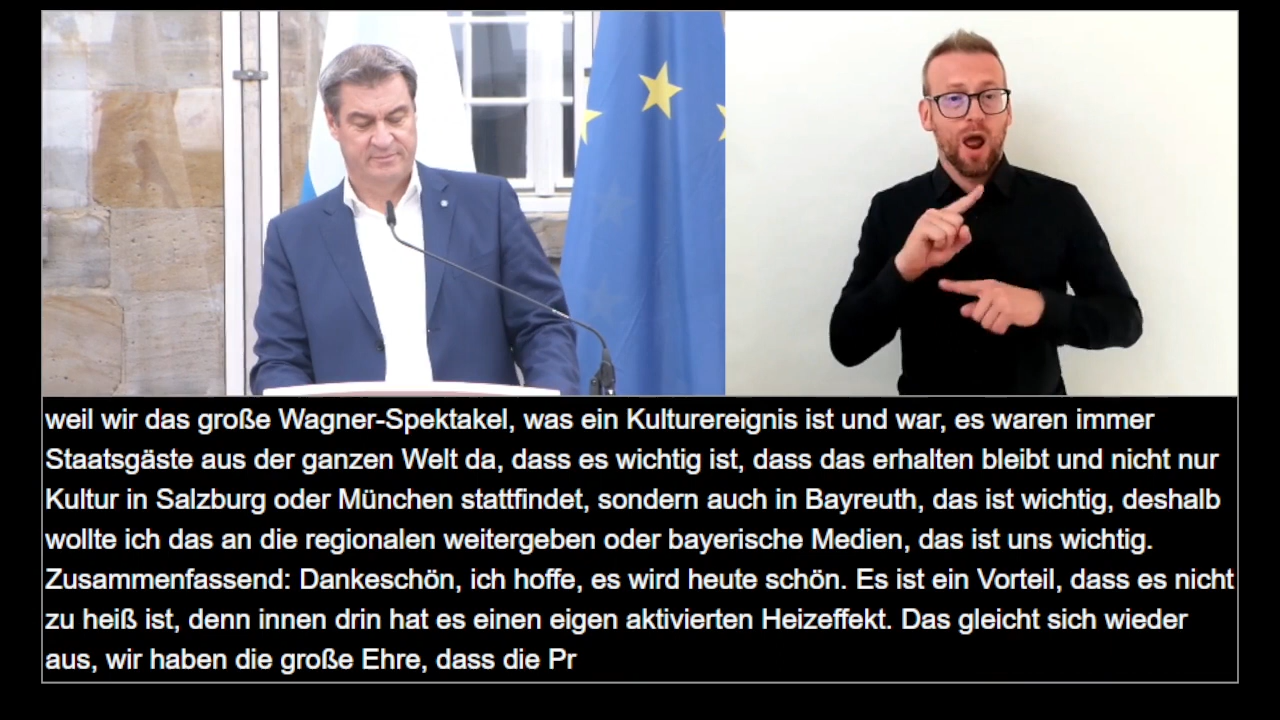 weil wir das große Wagner-Spektakel, was ein Kulturereignis ist und war, es waren immer
Staatsgäste aus der ganzen Welt da, dass es wichtig ist, dass das erhalten bleibt und nicht nur
Kultur in Salzburg oder München stattfindet, sondern auch in Bayreuth, das ist wichtig, deshalb
wollte ich das an die regionalen weitergeben oder bayerische Medien, das ist uns wichtig.
Zusammenfassend: Dankeschön, ich hoffe, es wird heute schön. Es ist ein Vorteil, dass es nicht
zu heiß ist, denn innen drin hat es einen eigen aktivierten Heizeffekt. Das gleicht sich wieder
aus, wir haben die große Ehre, dass die Pr